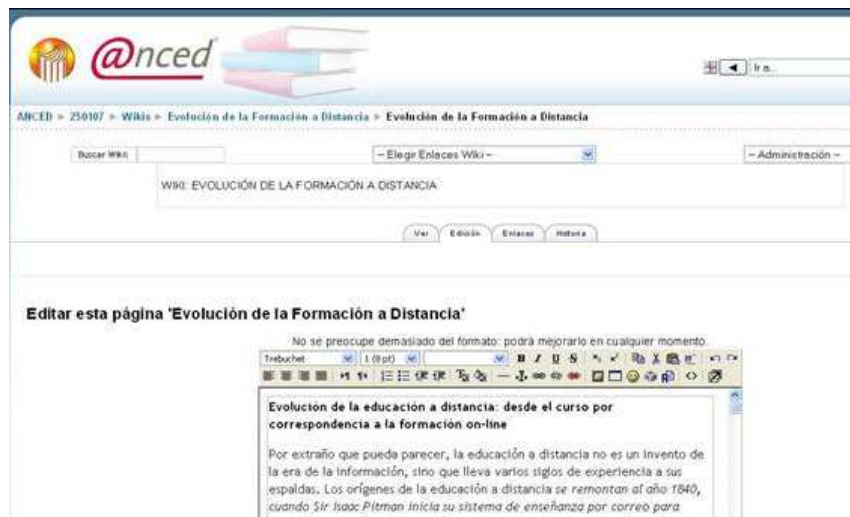 @nced
Ir a...
ANCED » 250107 » Wikis » Evolución de la Formación a Distancia » Evolución de la Formación a Distancia
Buscar Wiki:
-- Elegir Enlaces Wiki --
-- Administración --
WIKI: EVOLUCIÓN DE LA FORMACIÓN A DISTANCIA
Ver Edición Enlaces Historia
Editar esta página 'Evolución de la Formación a Distancia'
No se preocupe demasiado del formato: podrá mejorarlo en cualquier momento.
Trebuchet 1 (8 pt) B I U S
Evolución de la educación a distancia: desde el curso por
correspondencia a la formación on-line
Por extraño que pueda parecer, la educación a distancia no es un invento de
la era de la información, sino que lleva varios siglos de experiencia a sus
espaldas. Los orígenes de la educación a distancia se remontan al año 1840,
cuando Sir Isaac Pitman inicia su sistema de enseñanza por correo para